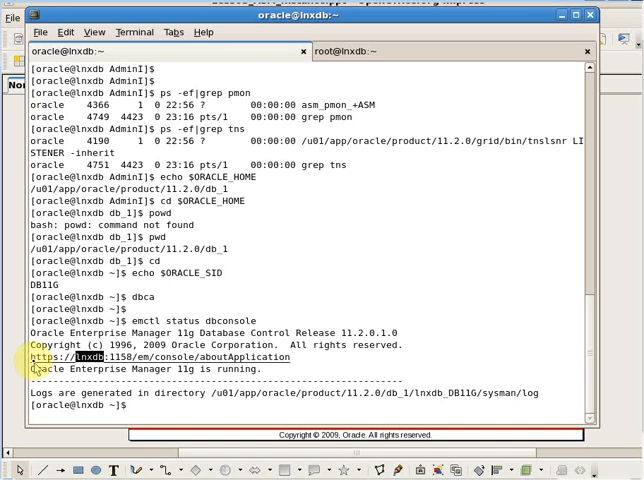 oracle@lnxdb:~
File
File Edit View Terminal Tabs Help
oracle@lnxdb:~ × root@lnxdb:~ ×
[oracle@lnxdb AdminI]$
[oracle@lnxdb AdminI]$
[oracle@lnxdb AdminI]$ ps -ef|grep pmon
oracle 4366 1 0 22:56 ? 00:00:00 asm_pmon_+ASM
oracle 4749 4423 0 23:16 pts/1 00:00:00 grep pmon
[oracle@lnxdb AdminI]$ ps -ef|grep tns
oracle 4190 1 0 22:56 ? 00:00:00 /u01/app/oracle/product/11.2.0/grid/bin/tnslsnr LI
STENER -inherit
oracle 4751 4423 0 23:16 pts/1 00:00:00 grep tns
[oracle@lnxdb AdminI]$ echo $ORACLE_HOME
/u01/app/oracle/product/11.2.0/db_1
[oracle@lnxdb AdminI]$ cd $ORACLE_HOME
[oracle@lnxdb db_1]$ powd
bash: powd: command not found
[oracle@lnxdb db_1]$ pwd
/u01/app/oracle/product/11.2.0/db_1
[oracle@lnxdb db_1]$ cd
[oracle@lnxdb ~]$ echo $ORACLE_SID
DB11G
[oracle@lnxdb ~]$ dbca
[oracle@lnxdb ~]$
[oracle@lnxdb ~]$ emctl status dbconsole
Oracle Enterprise Manager 11g Database Control Release 11.2.0.1.0
Copyright (c) 1996, 2009 Oracle Corporation. All rights reserved.
https://lnxdb:1158/em/console/aboutApplication
Oracle Enterprise Manager 11g is running.
------------------------------------------------------------------
Logs are generated in directory /u01/app/oracle/product/11.2.0/db_1/lnxdb_DB11G/sysman/log
[oracle@lnxdb ~]$
Copyright © 2009, Oracle. All rights reserved.